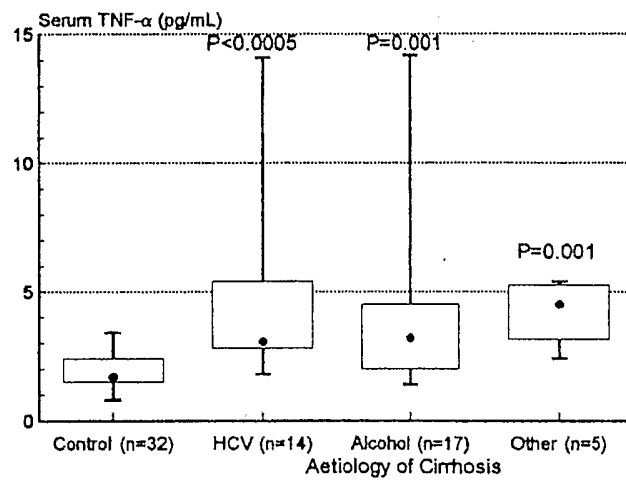 Serum TNF-α (pg/mL)
15
P<0.0005 P=0.001
10
P=0.001
5
0
Control (n=32) HCV (n=14) Alcohol (n=17) Other (n=5)
Aetiology of Cirrhosis